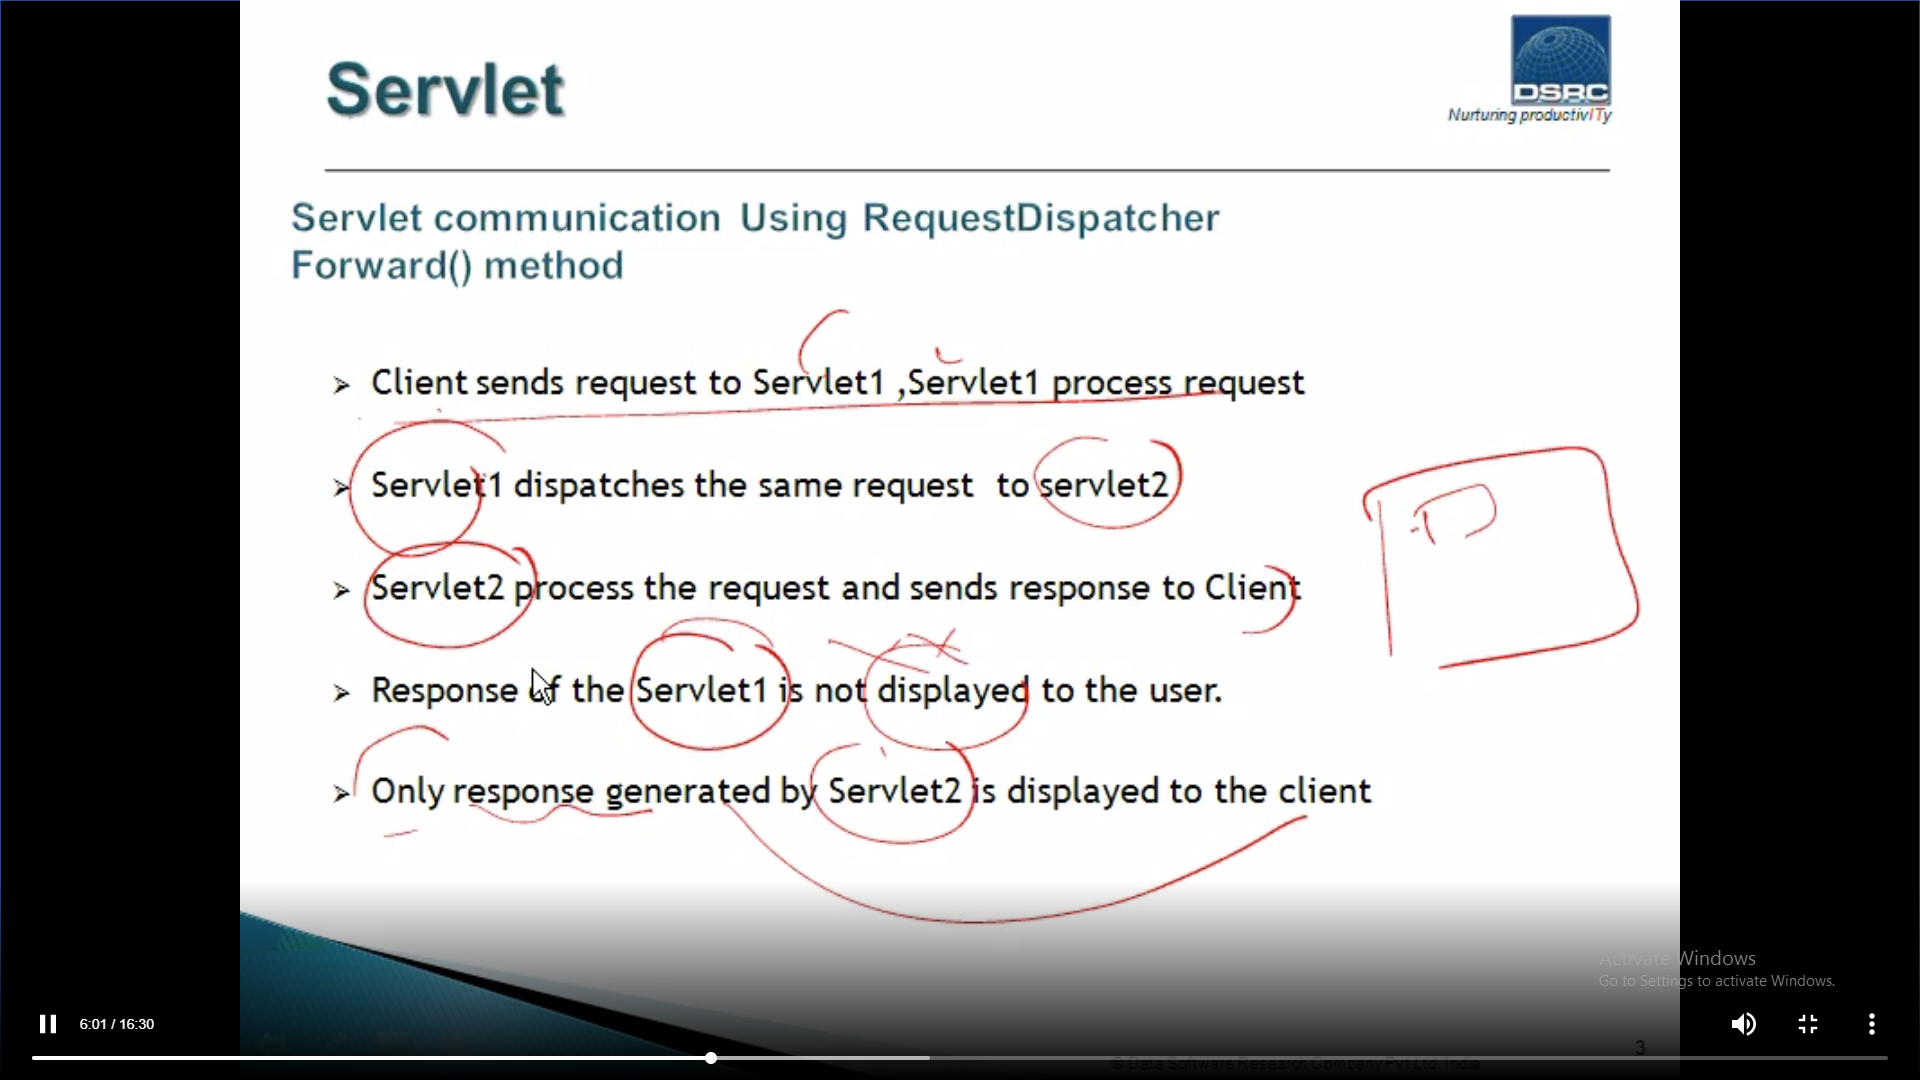 Servlet
DSRC
Nurturing productivITy
Servlet communication Using RequestDispatcher
Forward() method
➢ Client sends request to Servlet1 ,Servlet1 process request
➢ Servlet1 dispatches the same request to servlet2
➢ Servlet2 process the request and sends response to Client
➢ Response of the Servlet1 is not displayed to the user.
➢ Only response generated by Servlet2 is displayed to the client
Activate Windows
Go to Settings to activate Windows.
6:01 / 16:30
3
© Data Software Research Company Pvt Ltd, India